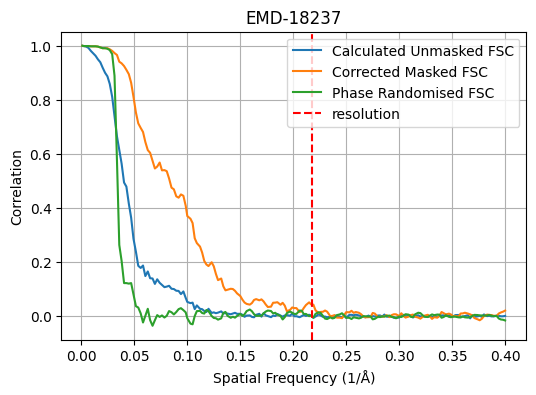 EMD-18237
Calculated Unmasked FSC
Corrected Masked FSC
Phase Randomised FSC
resolution
Correlation
1.0
0.8
0.6
0.4
0.2
0.0
0.00 0.05 0.10 0.15 0.20 0.25 0.30 0.35 0.40
Spatial Frequency (1/Å)